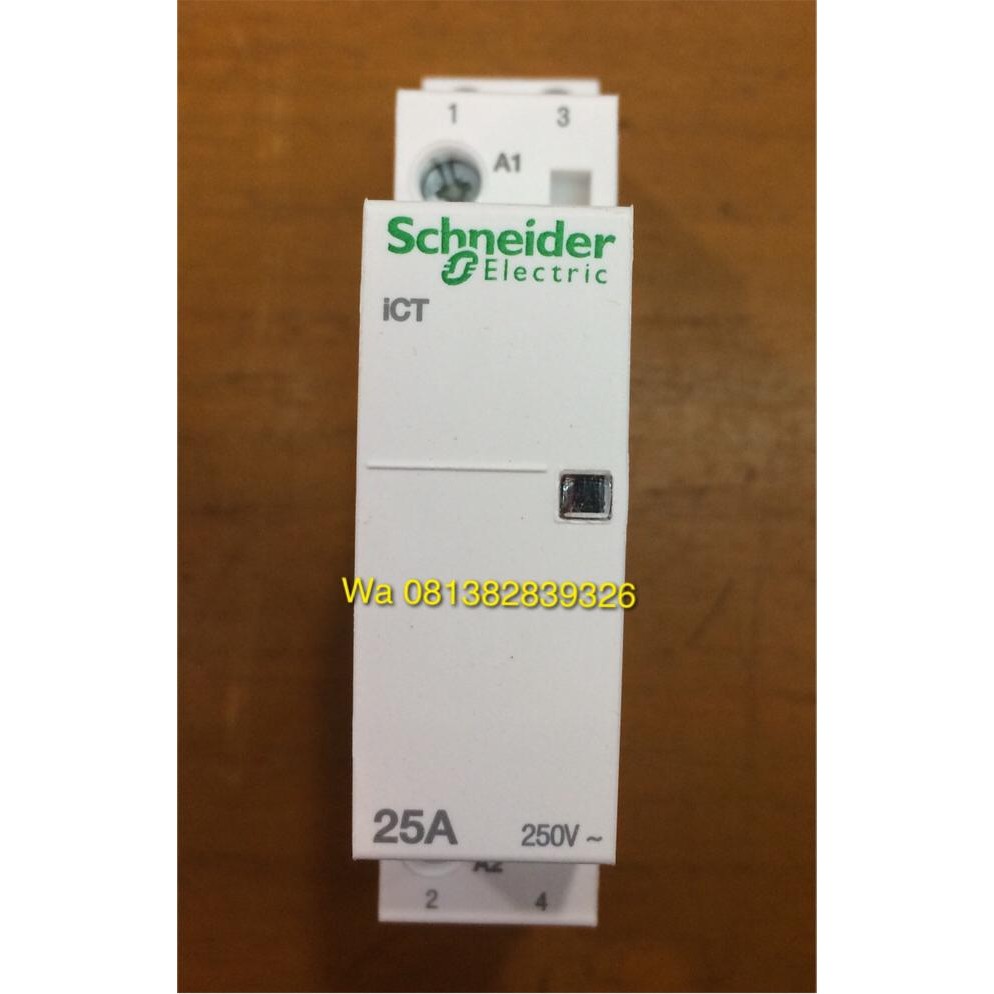 1 3
A1
Schneider
Electric
iCT
Wa 081382839326
25A 250V ~
A2
2 4